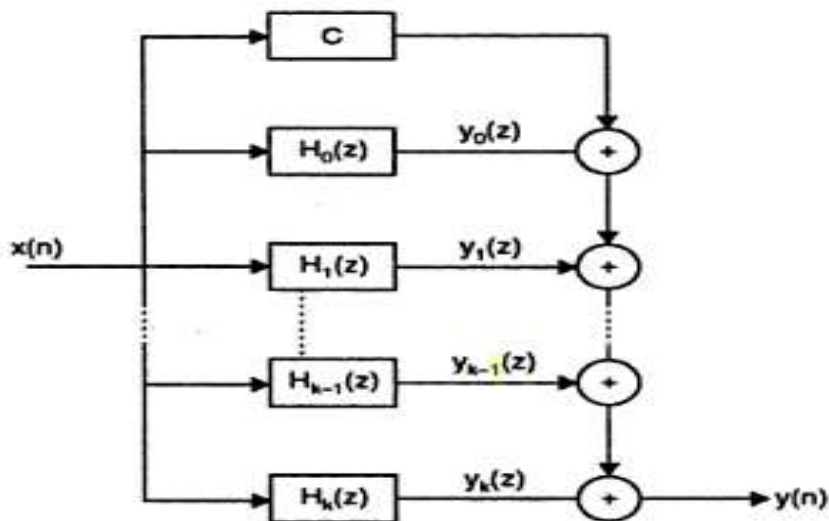 C
H₀(z) y₀(z) +
x(n) H₁(z) y₁(z) +
Hₖ₋₁(z) yₖ₋₁(z) +
Hₖ(z) yₖ(z) + y(n)